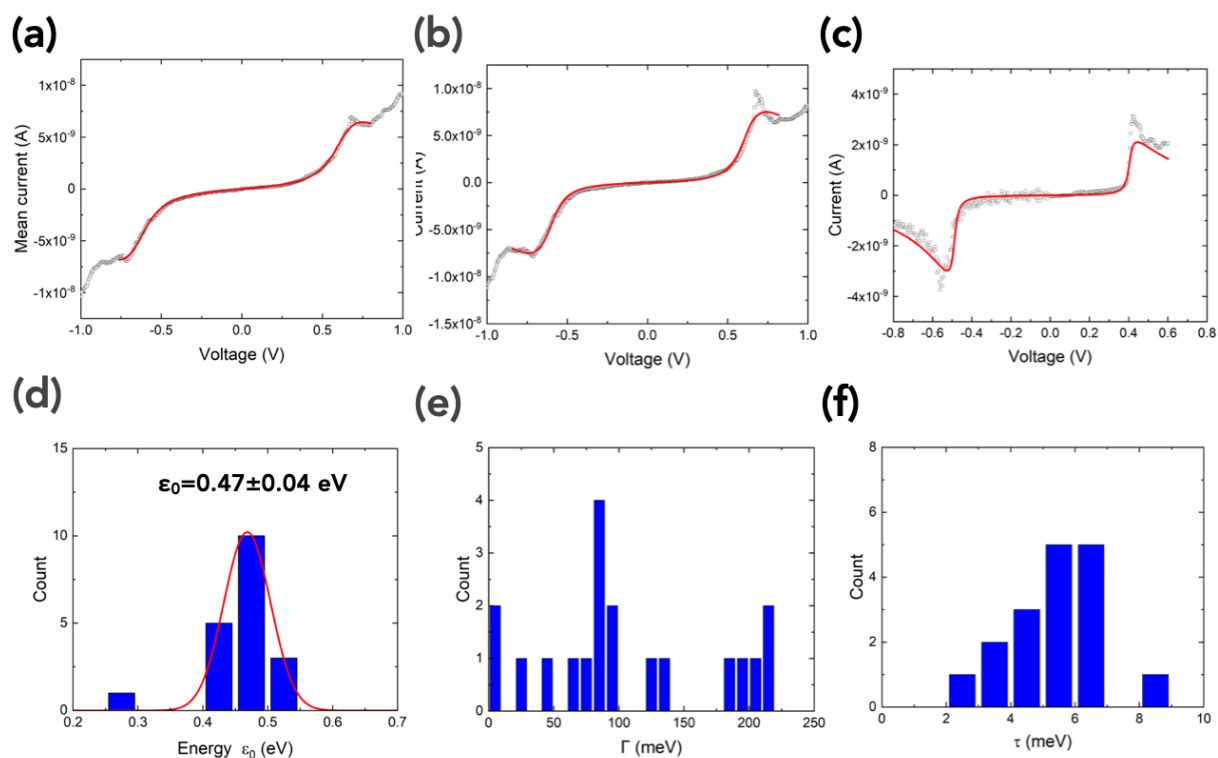 (a)
Mean current (A)
1x10⁻⁸
5x10⁻⁹
0
-5x10⁻⁹
-1x10⁻⁸
-1.0 -0.5 0.0 0.5 1.0
Voltage (V)
(b)
Current (A)
1.0x10⁻⁸
5.0x10⁻⁹
0.0
-5.0x10⁻⁹
-1.0x10⁻⁸
-1.5x10⁻⁸
-1.0 -0.5 0.0 0.5 1.0
Voltage (V)
(c)
Current (A)
4x10⁻⁹
2x10⁻⁹
0
-2x10⁻⁹
-4x10⁻⁹
-0.8 -0.6 -0.4 -0.2 0.0 0.2 0.4 0.6 0.8
Voltage (V)
(d)
ε₀=0.47±0.04 eV
Count
15
10
5
0
0.2 0.3 0.4 0.5 0.6 0.7
Energy ε₀ (eV)
(e)
Count
5
4
3
2
1
0
0 50 100 150 200 250
Γ (meV)
(f)
Count
8
6
4
2
0
0 2 4 6 8 10
τ (meV)